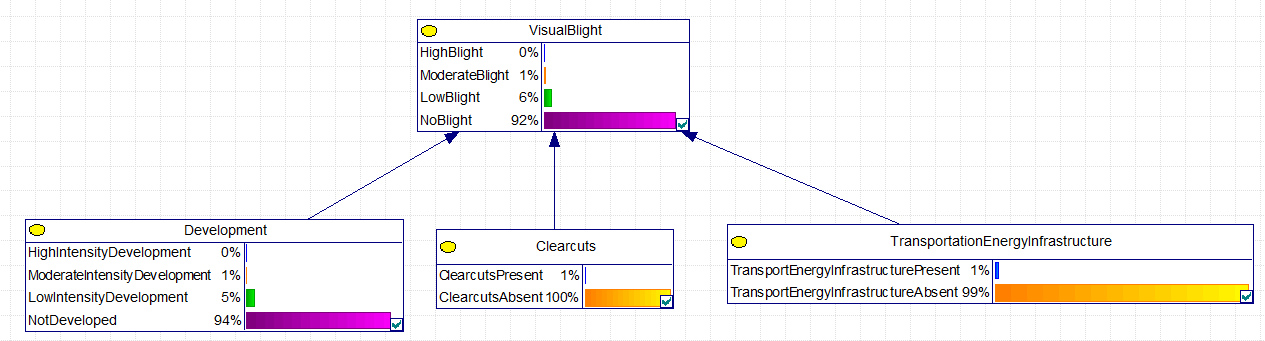 VisualBlight
HighBlight 0%
ModerateBlight 1%
LowBlight 6%
NoBlight 92%
Development
HighIntensityDevelopment 0%
ModerateIntensityDevelopment 1%
LowIntensityDevelopment 5%
NotDeveloped 94%
Clearcuts
ClearcutsPresent 1%
ClearcutsAbsent 100%
TransportationEnergyInfrastructure
TransportEnergyInfrastructurePresent 1%
TransportEnergyInfrastructureAbsent 99%